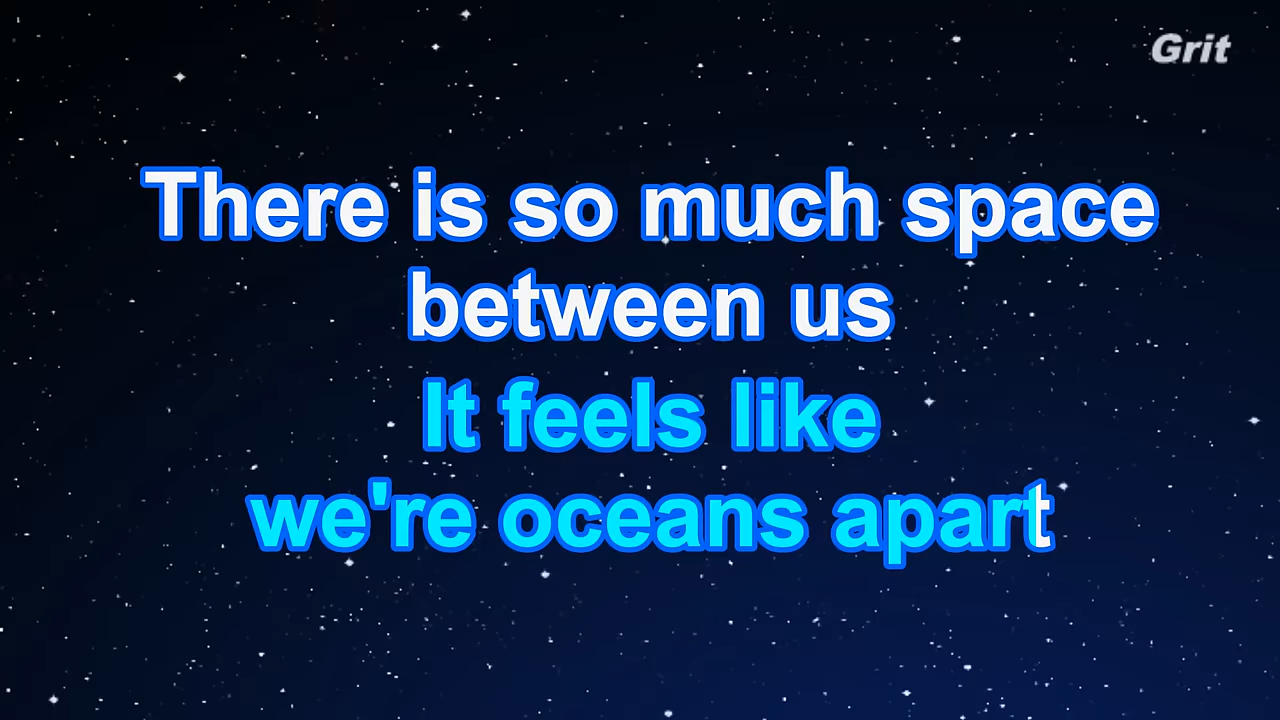 Grit
There is so much space
between us
It feels like
we're oceans apart